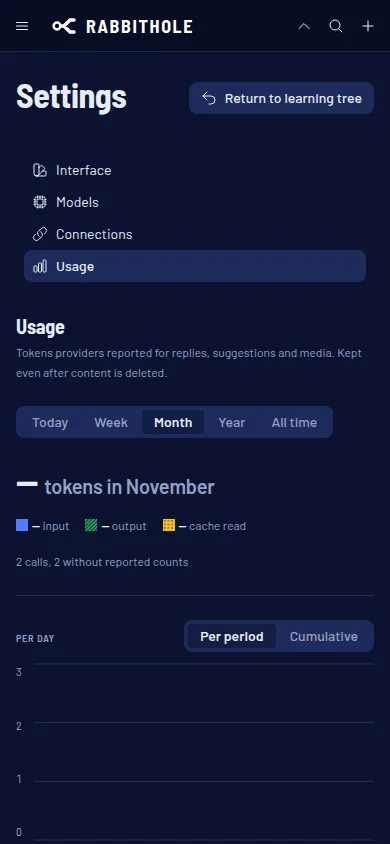 RABBITHOLE
Settings
Return to learning tree
Interface
Models
Connections
Usage
Usage
Tokens providers reported for replies, suggestions and media. Kept
even after content is deleted.
Today Week Month Year All time
— tokens in November
— input — output — cache read
2 calls, 2 without reported counts
PER DAY
Per period Cumulative
3
2
1
0